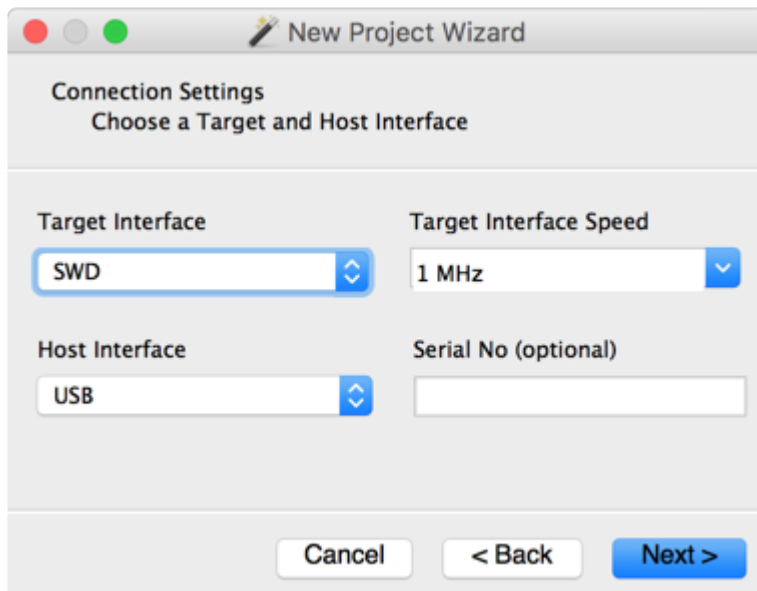 New Project Wizard
Connection Settings
Choose a Target and Host Interface
Target Interface
Target Interface Speed
SWD
1 MHz
Host Interface
Serial No (optional)
USB
Cancel
< Back
Next >